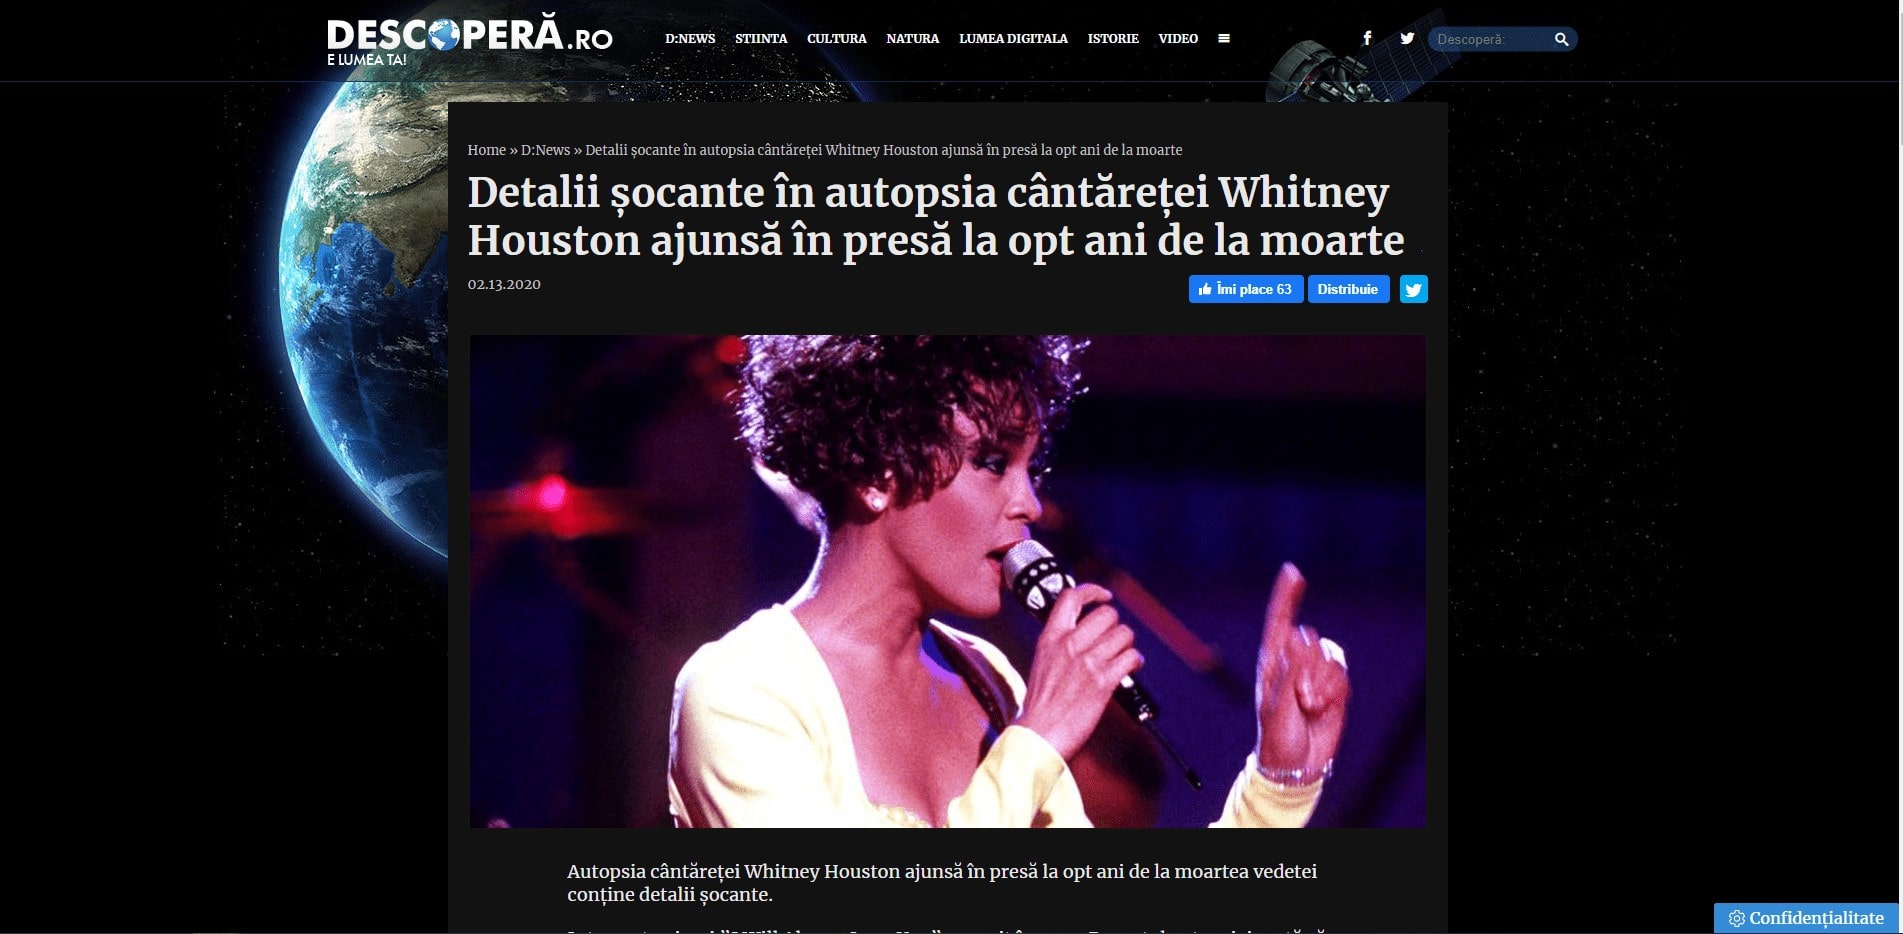 DESCOPERĂ.RO
E LUMEA TA!
D:NEWS STIINTA CULTURA NATURA LUMEA DIGITALA ISTORIE VIDEO
Descoperă:
Home » D:News » Detalii șocante în autopsia cântăreței Whitney Houston ajunsă în presă la opt ani de la moarte
Detalii șocante în autopsia cântăreței Whitney
Houston ajunsă în presă la opt ani de la moarte
02.13.2020
Îmi place 63 Distribuie
Autopsia cântăreței Whitney Houston ajunsă în presă la opt ani de la moartea vedetei
conține detalii șocante.
Confidențialitate